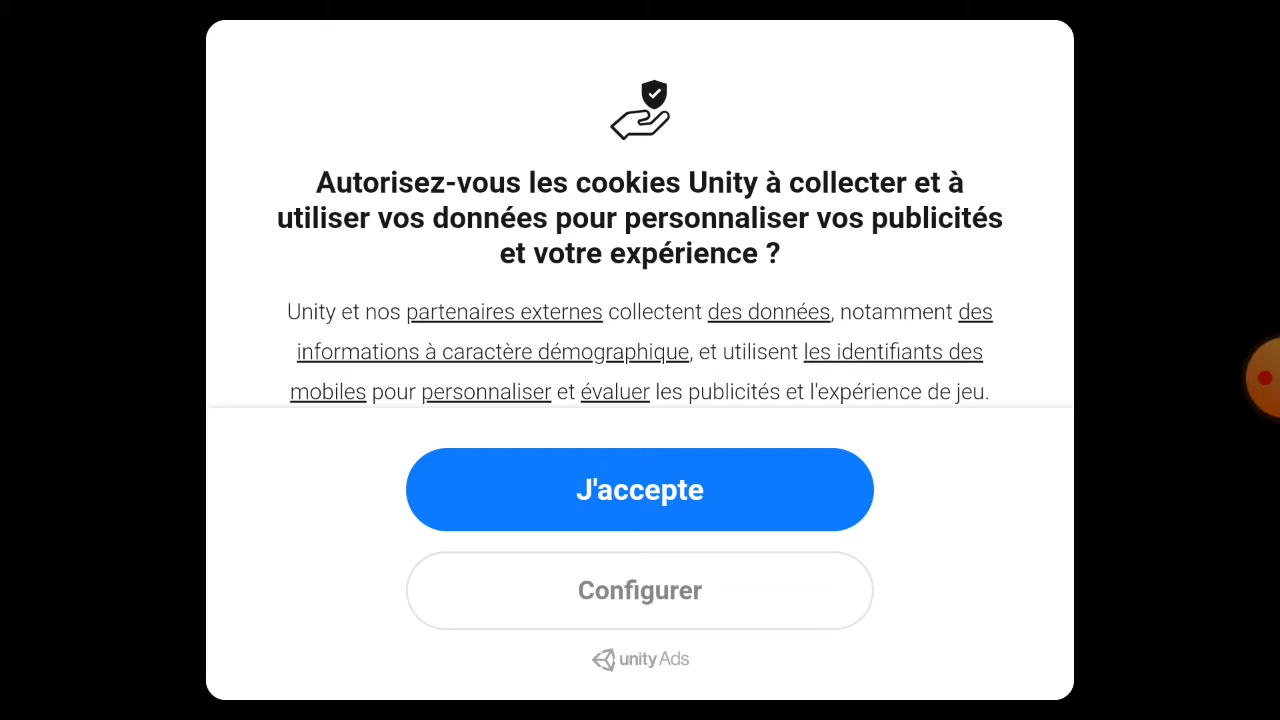 Autorisez-vous les cookies Unity à collecter et à
utiliser vos données pour personnaliser vos publicités
et votre expérience ?
Unity et nos partenaires externes collectent des données, notamment des
informations à caractère démographique, et utilisent les identifiants des
mobiles pour personnaliser et évaluer les publicités et l'expérience de jeu.
J'accepte
Configurer
unity Ads